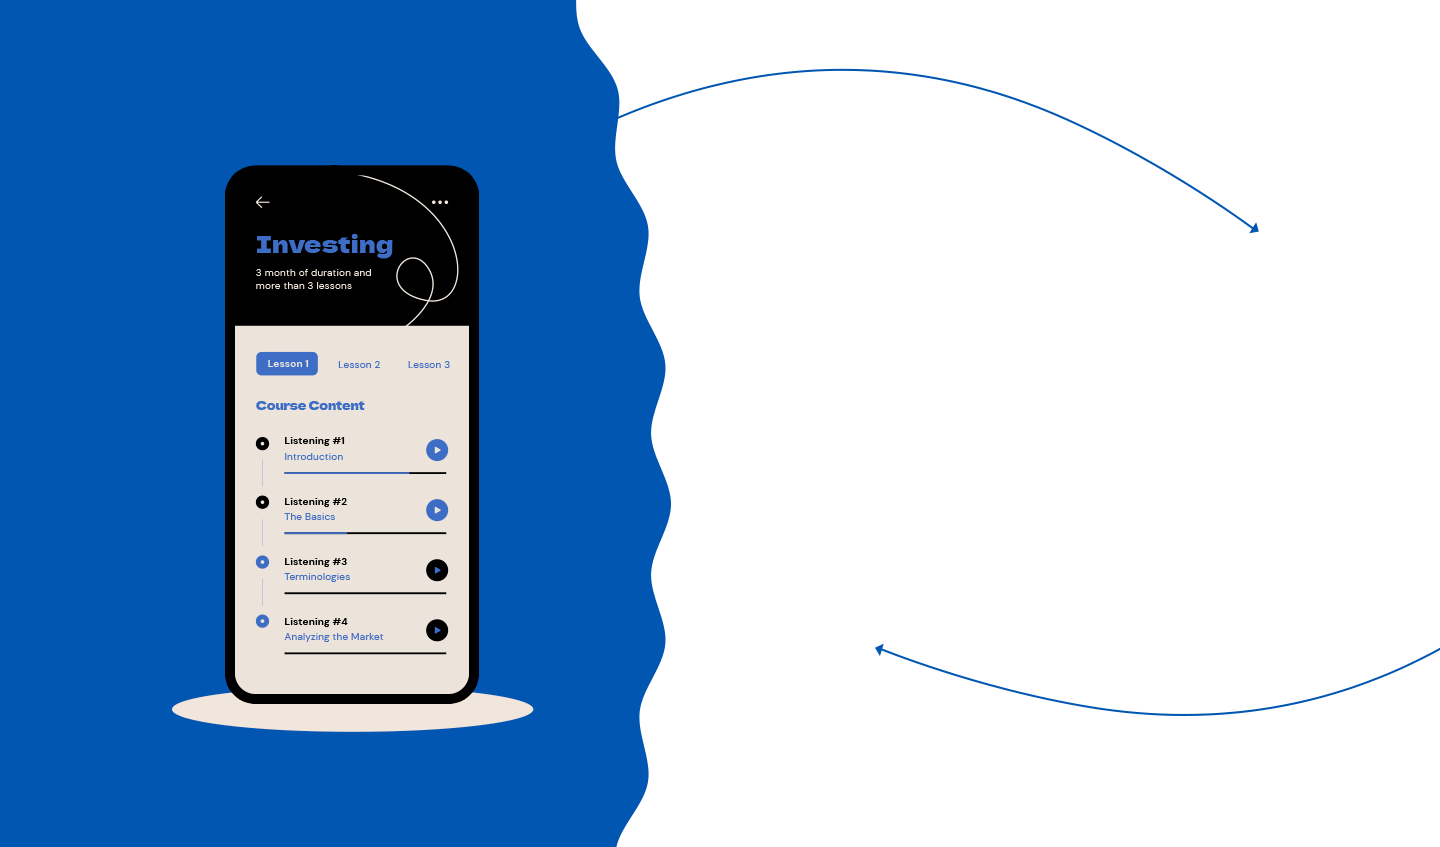 Investing
3 month of duration and
more than 3 lessons
Lesson 1
Lesson 2
Lesson 3
Course Content
Listening #1
Introduction
Listening #2
The Basics
Listening #3
Terminologies
Listening #4
Analyzing the Market